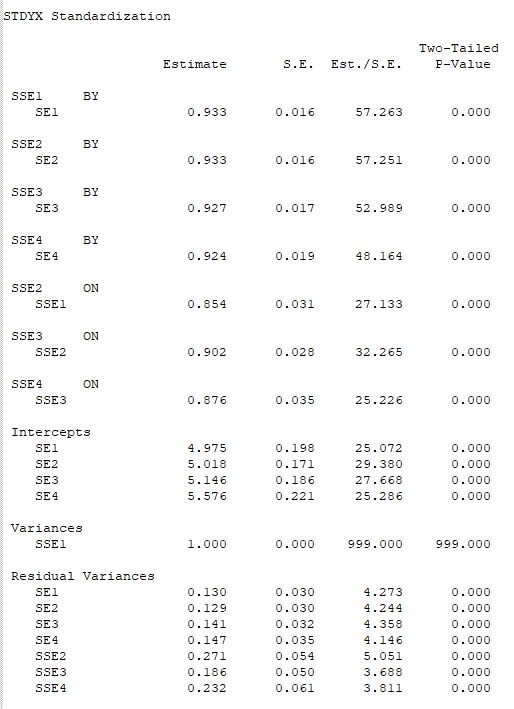 STDYX Standardization
Two-Tailed
Estimate S.E. Est./S.E. P-Value
SSE1 BY
SE1 0.933 0.016 57.263 0.000
SSE2 BY
SE2 0.933 0.016 57.251 0.000
SSE3 BY
SE3 0.927 0.017 52.989 0.000
SSE4 BY
SE4 0.924 0.019 48.164 0.000
SSE2 ON
SSE1 0.854 0.031 27.133 0.000
SSE3 ON
SSE2 0.902 0.028 32.265 0.000
SSE4 ON
SSE3 0.876 0.035 25.226 0.000
Intercepts
SE1 4.975 0.198 25.072 0.000
SE2 5.018 0.171 29.380 0.000
SE3 5.146 0.186 27.668 0.000
SE4 5.576 0.221 25.286 0.000
Variances
SSE1 1.000 0.000 999.000 999.000
Residual Variances
SE1 0.130 0.030 4.273 0.000
SE2 0.129 0.030 4.244 0.000
SE3 0.141 0.032 4.358 0.000
SE4 0.147 0.035 4.146 0.000
SSE2 0.271 0.054 5.051 0.000
SSE3 0.186 0.050 3.688 0.000
SSE4 0.232 0.061 3.811 0.000